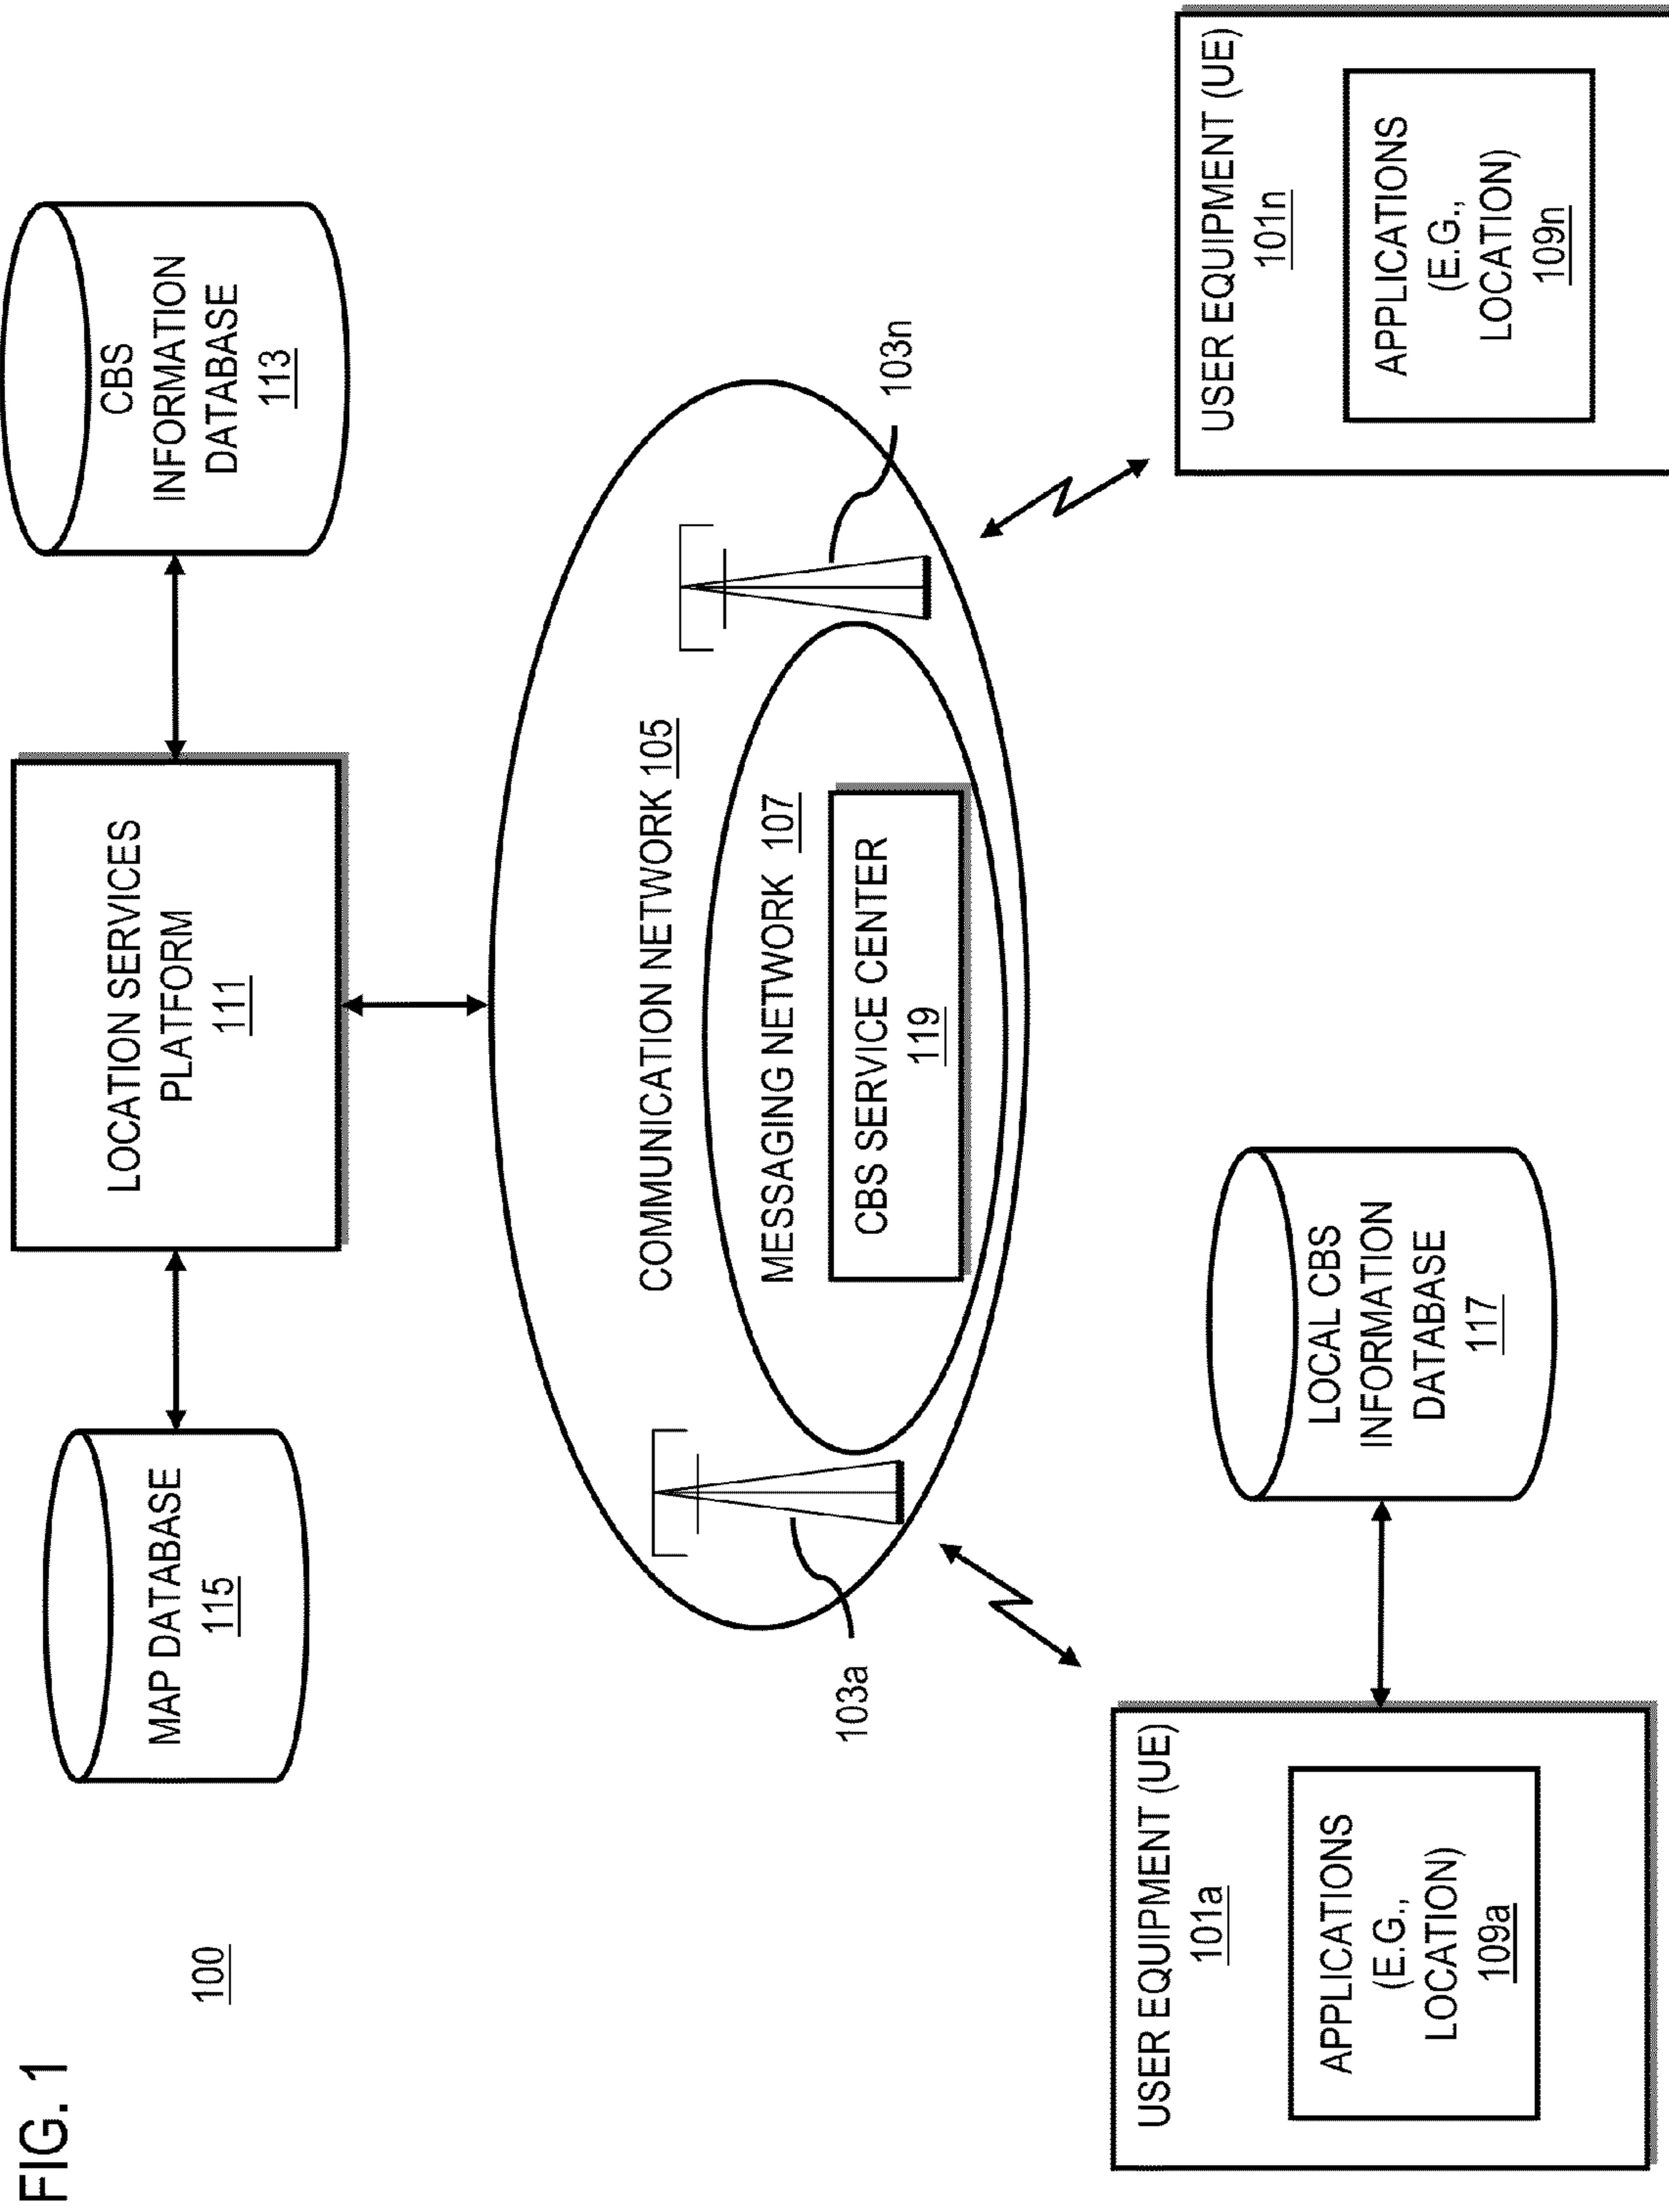 FIG. 1
100
MAP DATABASE
115
LOCATION SERVICES
PLATFORM
111
CBS
INFORMATION
DATABASE
113
COMMUNICATION NETWORK 105
MESSAGING NETWORK 107
CBS SERVICE CENTER
119
103a
103n
USER EQUIPMENT (UE)
101a
APPLICATIONS
(E.G.,
LOCATION)
109a
LOCAL CBS
INFORMATION
DATABASE
117
USER EQUIPMENT (UE)
101n
APPLICATIONS
(E.G.,
LOCATION)
109n